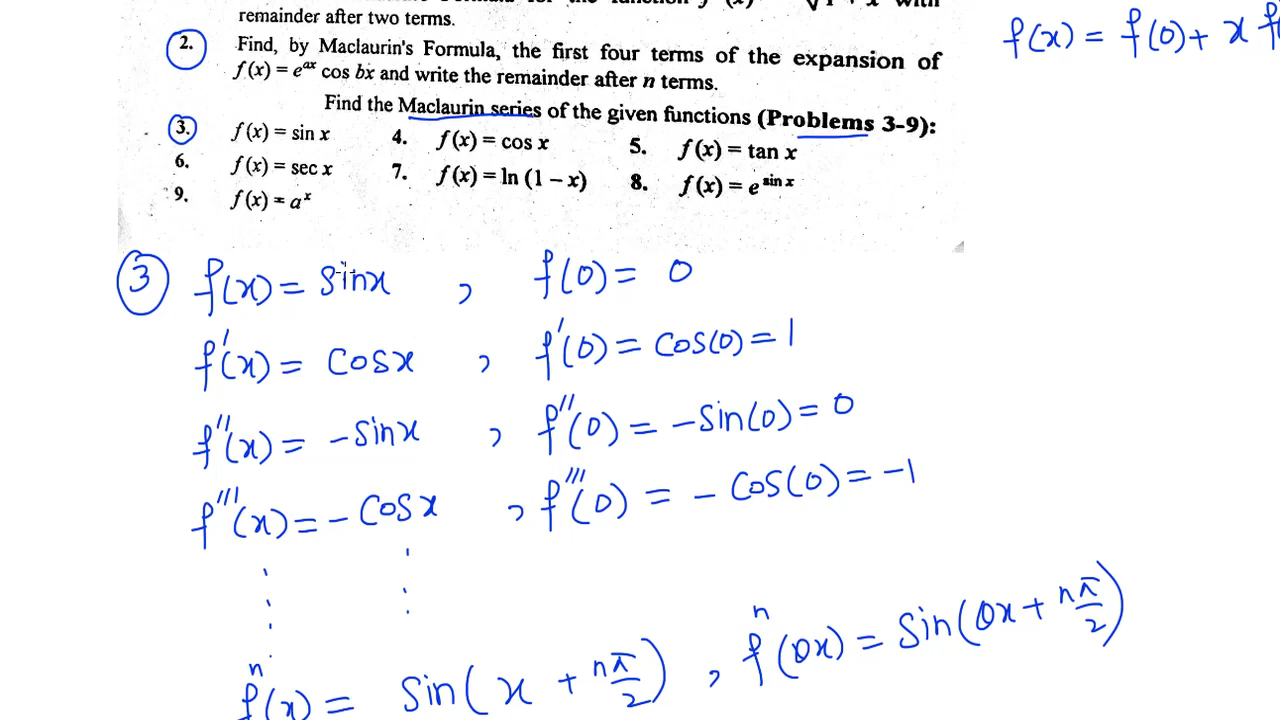 remainder after two terms.
f(x) = f(0) + x
2. Find, by Maclaurin's Formula, the first four terms of the expansion of
f(x) = e^{ax} cos bx and write the remainder after n terms.
Find the Maclaurin series of the given functions (Problems 3-9):
3. f(x) = sin x 4. f(x) = cos x 5. f(x) = tan x
6. f(x) = sec x 7. f(x) = ln (1 – x) 8. f(x) = e^{sin x}
9. f(x) = a^x
3 f(x) = Sinx , f(0) = 0
f'(x) = Cosx , f'(0) = Cos(0) = 1
f''(x) = -Sinx , f''(0) = -Sin(0) = 0
f'''(x) = - Cosx , f'''(0) = - Cos(0) = -1
f^n(x) = Sin(x + nπ/2) , f^n(θx) = Sin(θx + nπ/2)